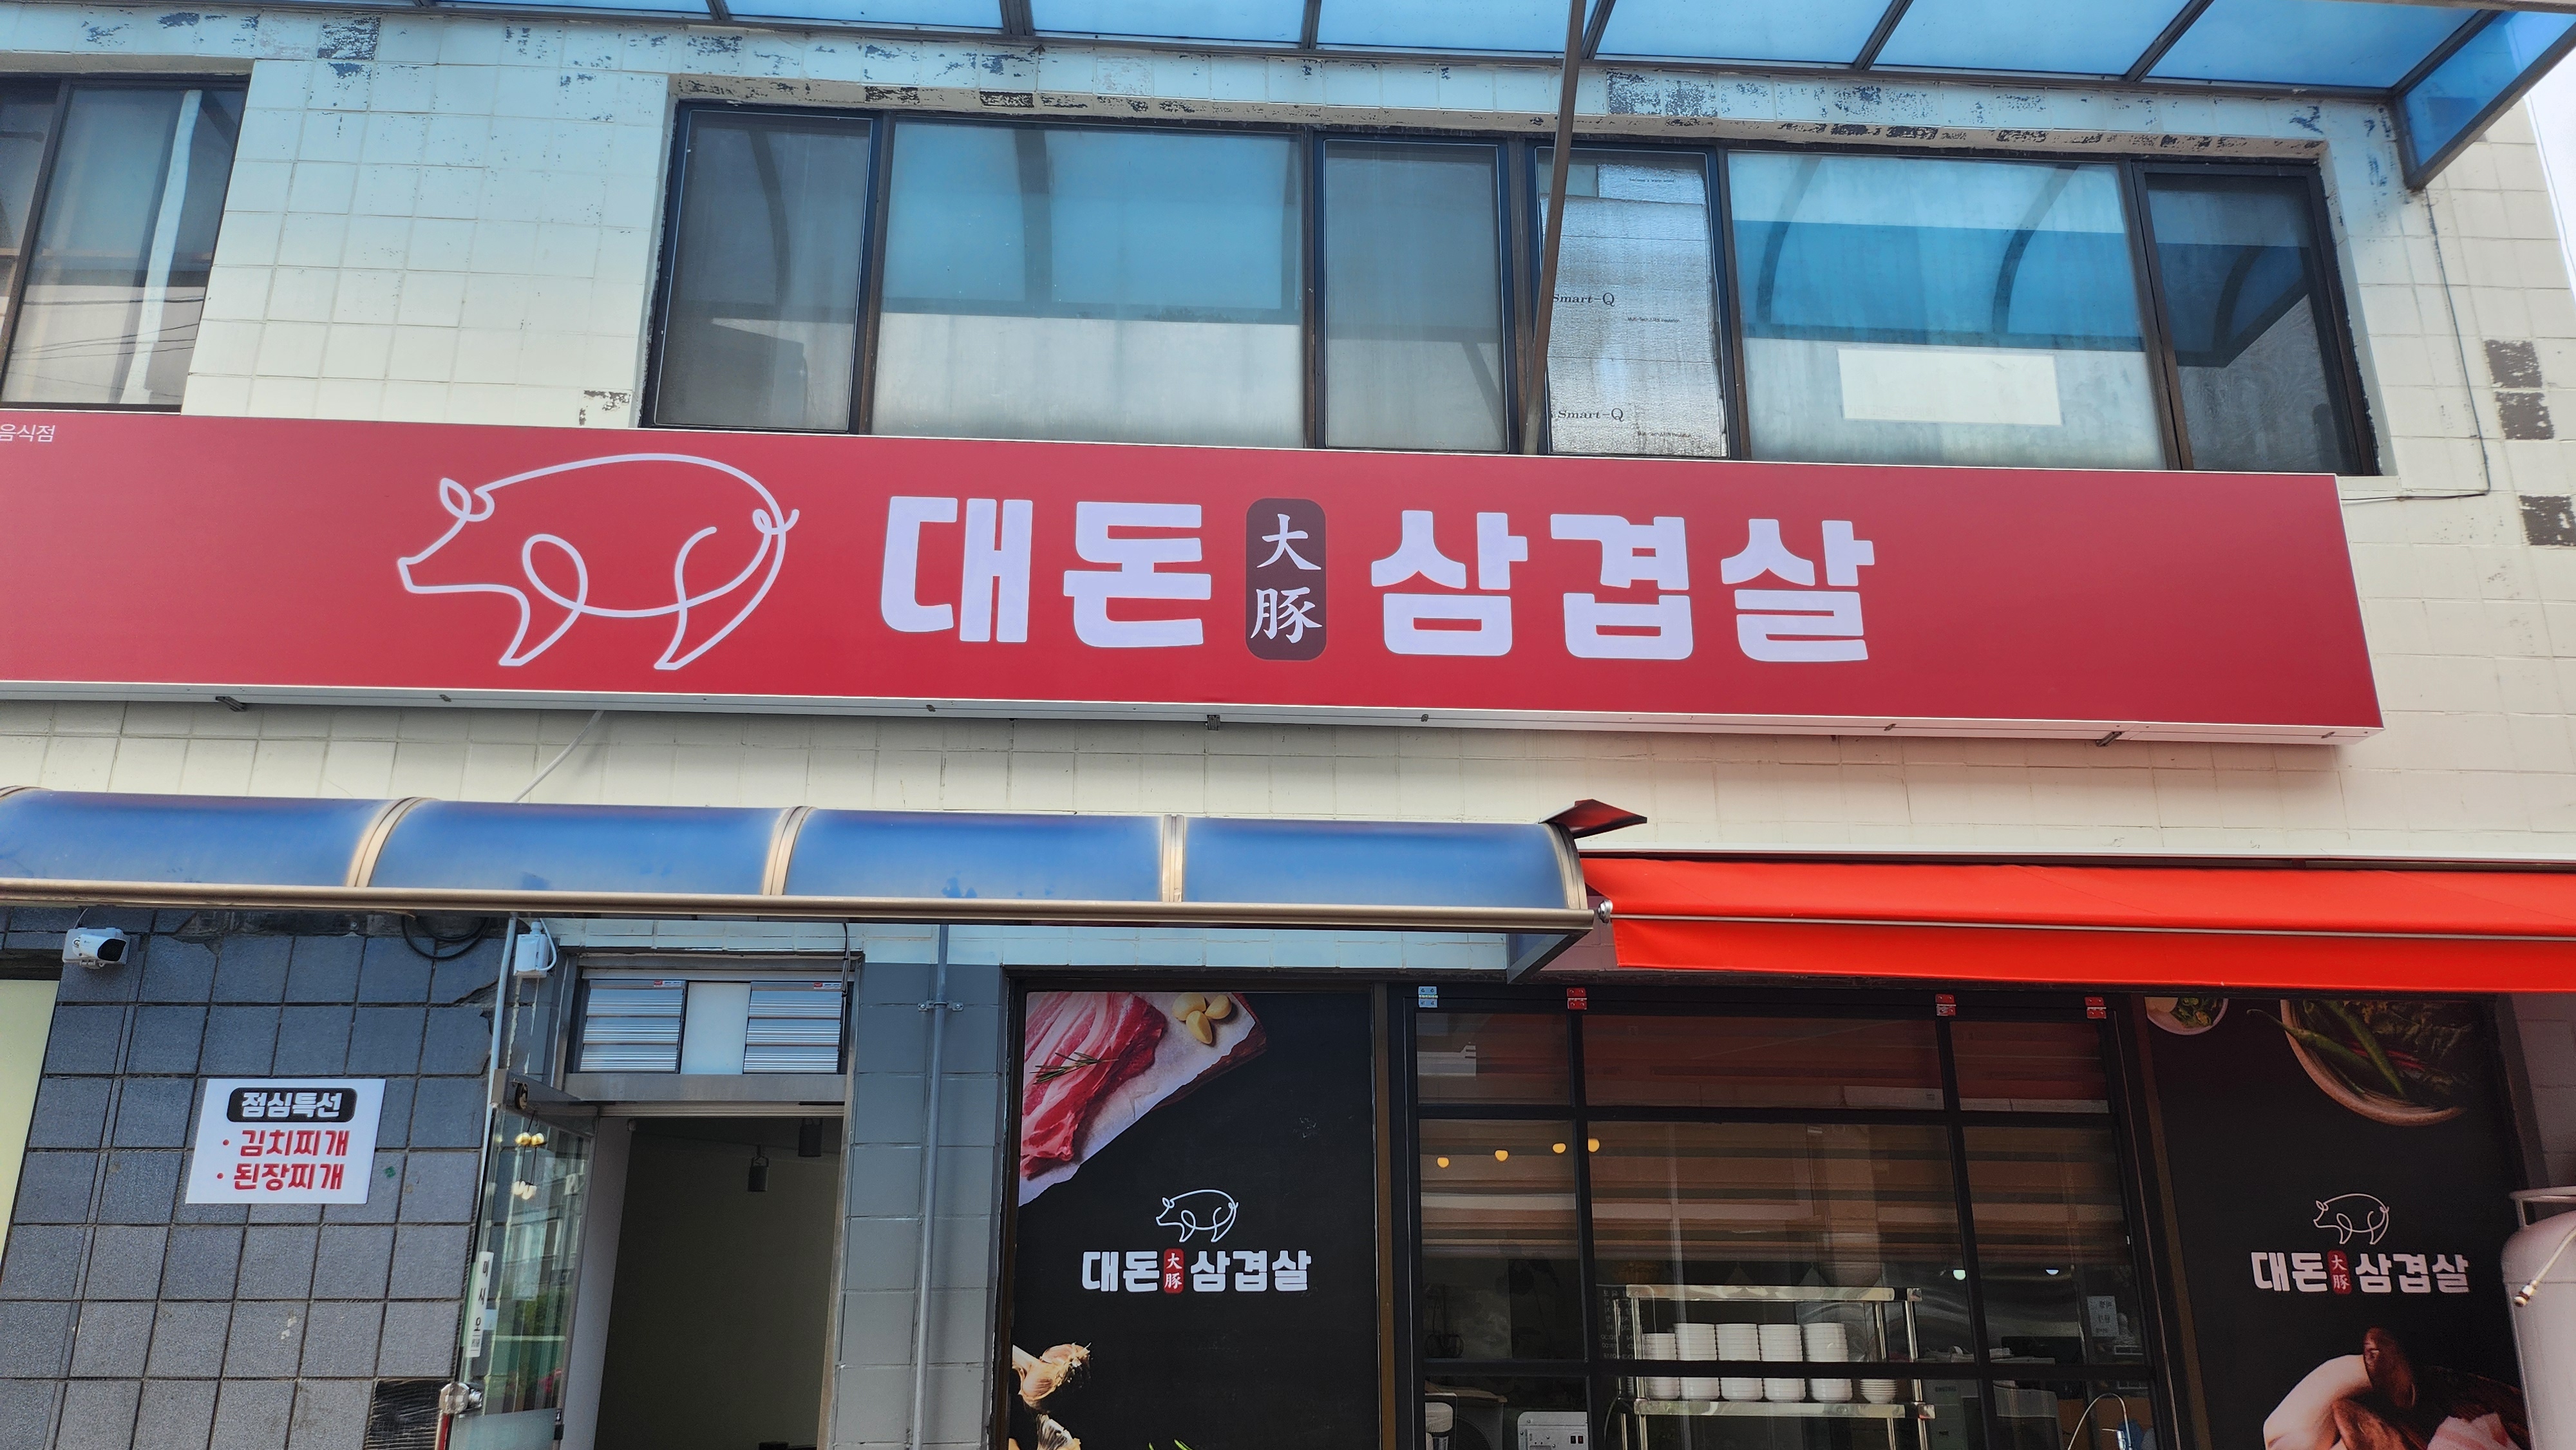 Smart-Q
Smart-Q
음식점
대돈 大豚 삼겹살
점심특선
· 김치찌개
· 된장찌개
대돈 大豚 삼겹살
대돈 大豚 삼겹살